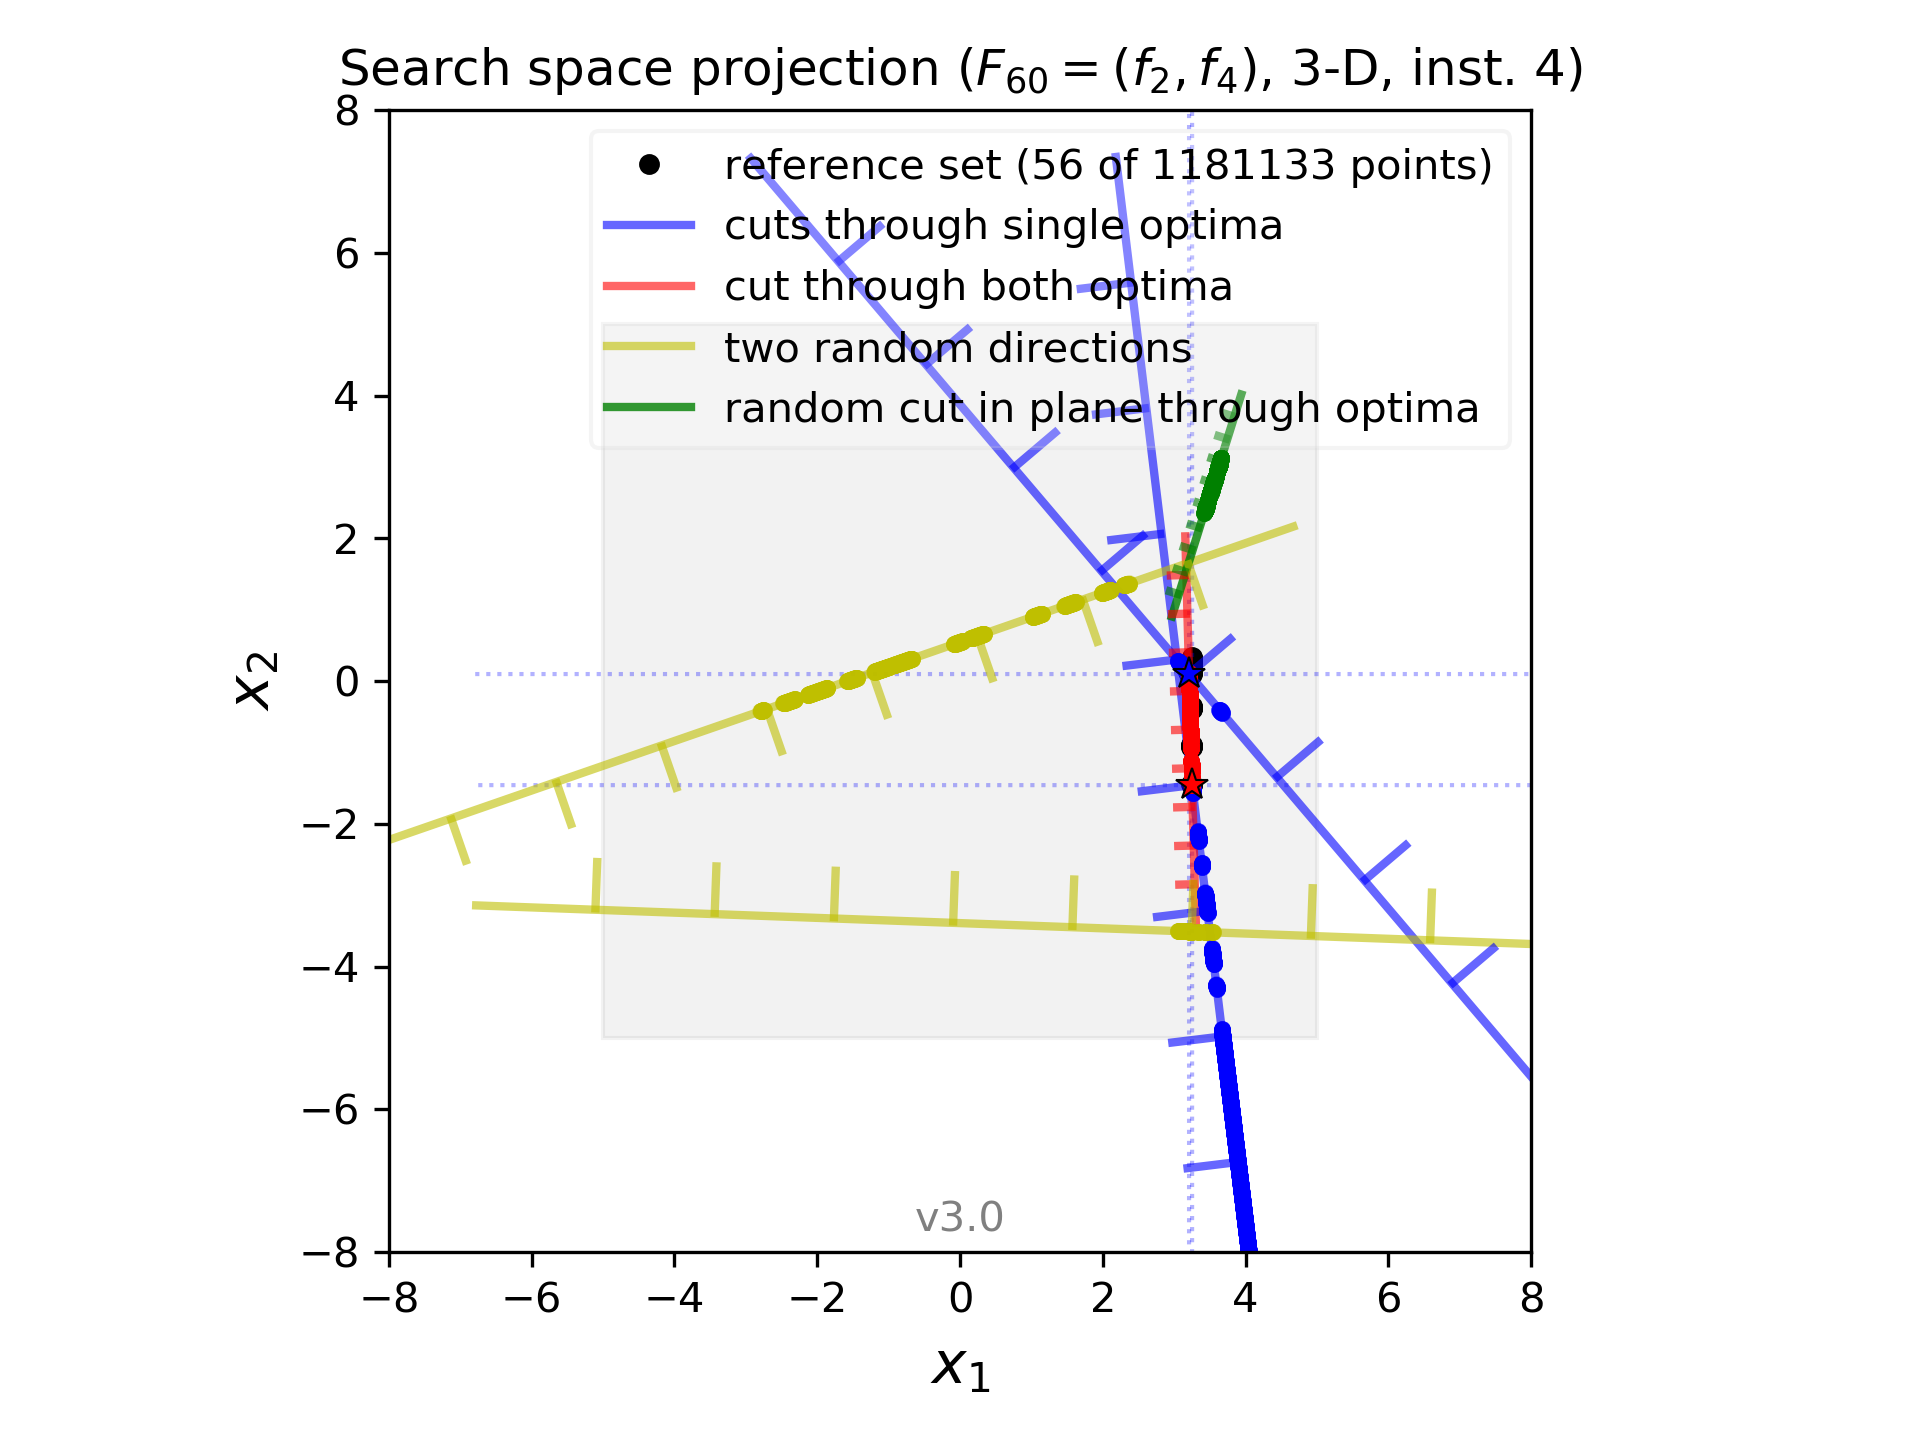 Search space projection (F₆₀ = (f₂, f₄), 3-D, inst. 4)
8
reference set (56 of 1181133 points)
cuts through single optima
6
cut through both optima
two random directions
4
random cut in plane through optima
2
x₂
0
−2
−4
−6
v3.0
−8
−8 −6 −4 −2 0 2 4 6 8
x₁